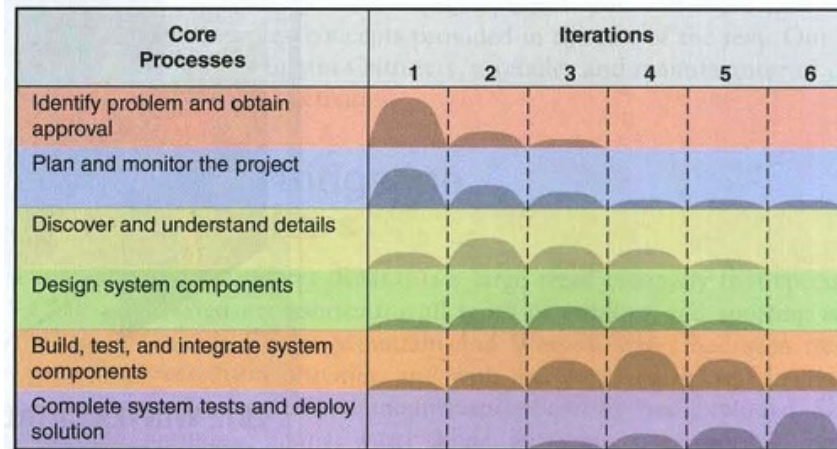 Core
Processes
Iterations
1 2 3 4 5 6
Identify problem and obtain
approval
Plan and monitor the project
Discover and understand details
Design system components
Build, test, and integrate system
components
Complete system tests and deploy
solution